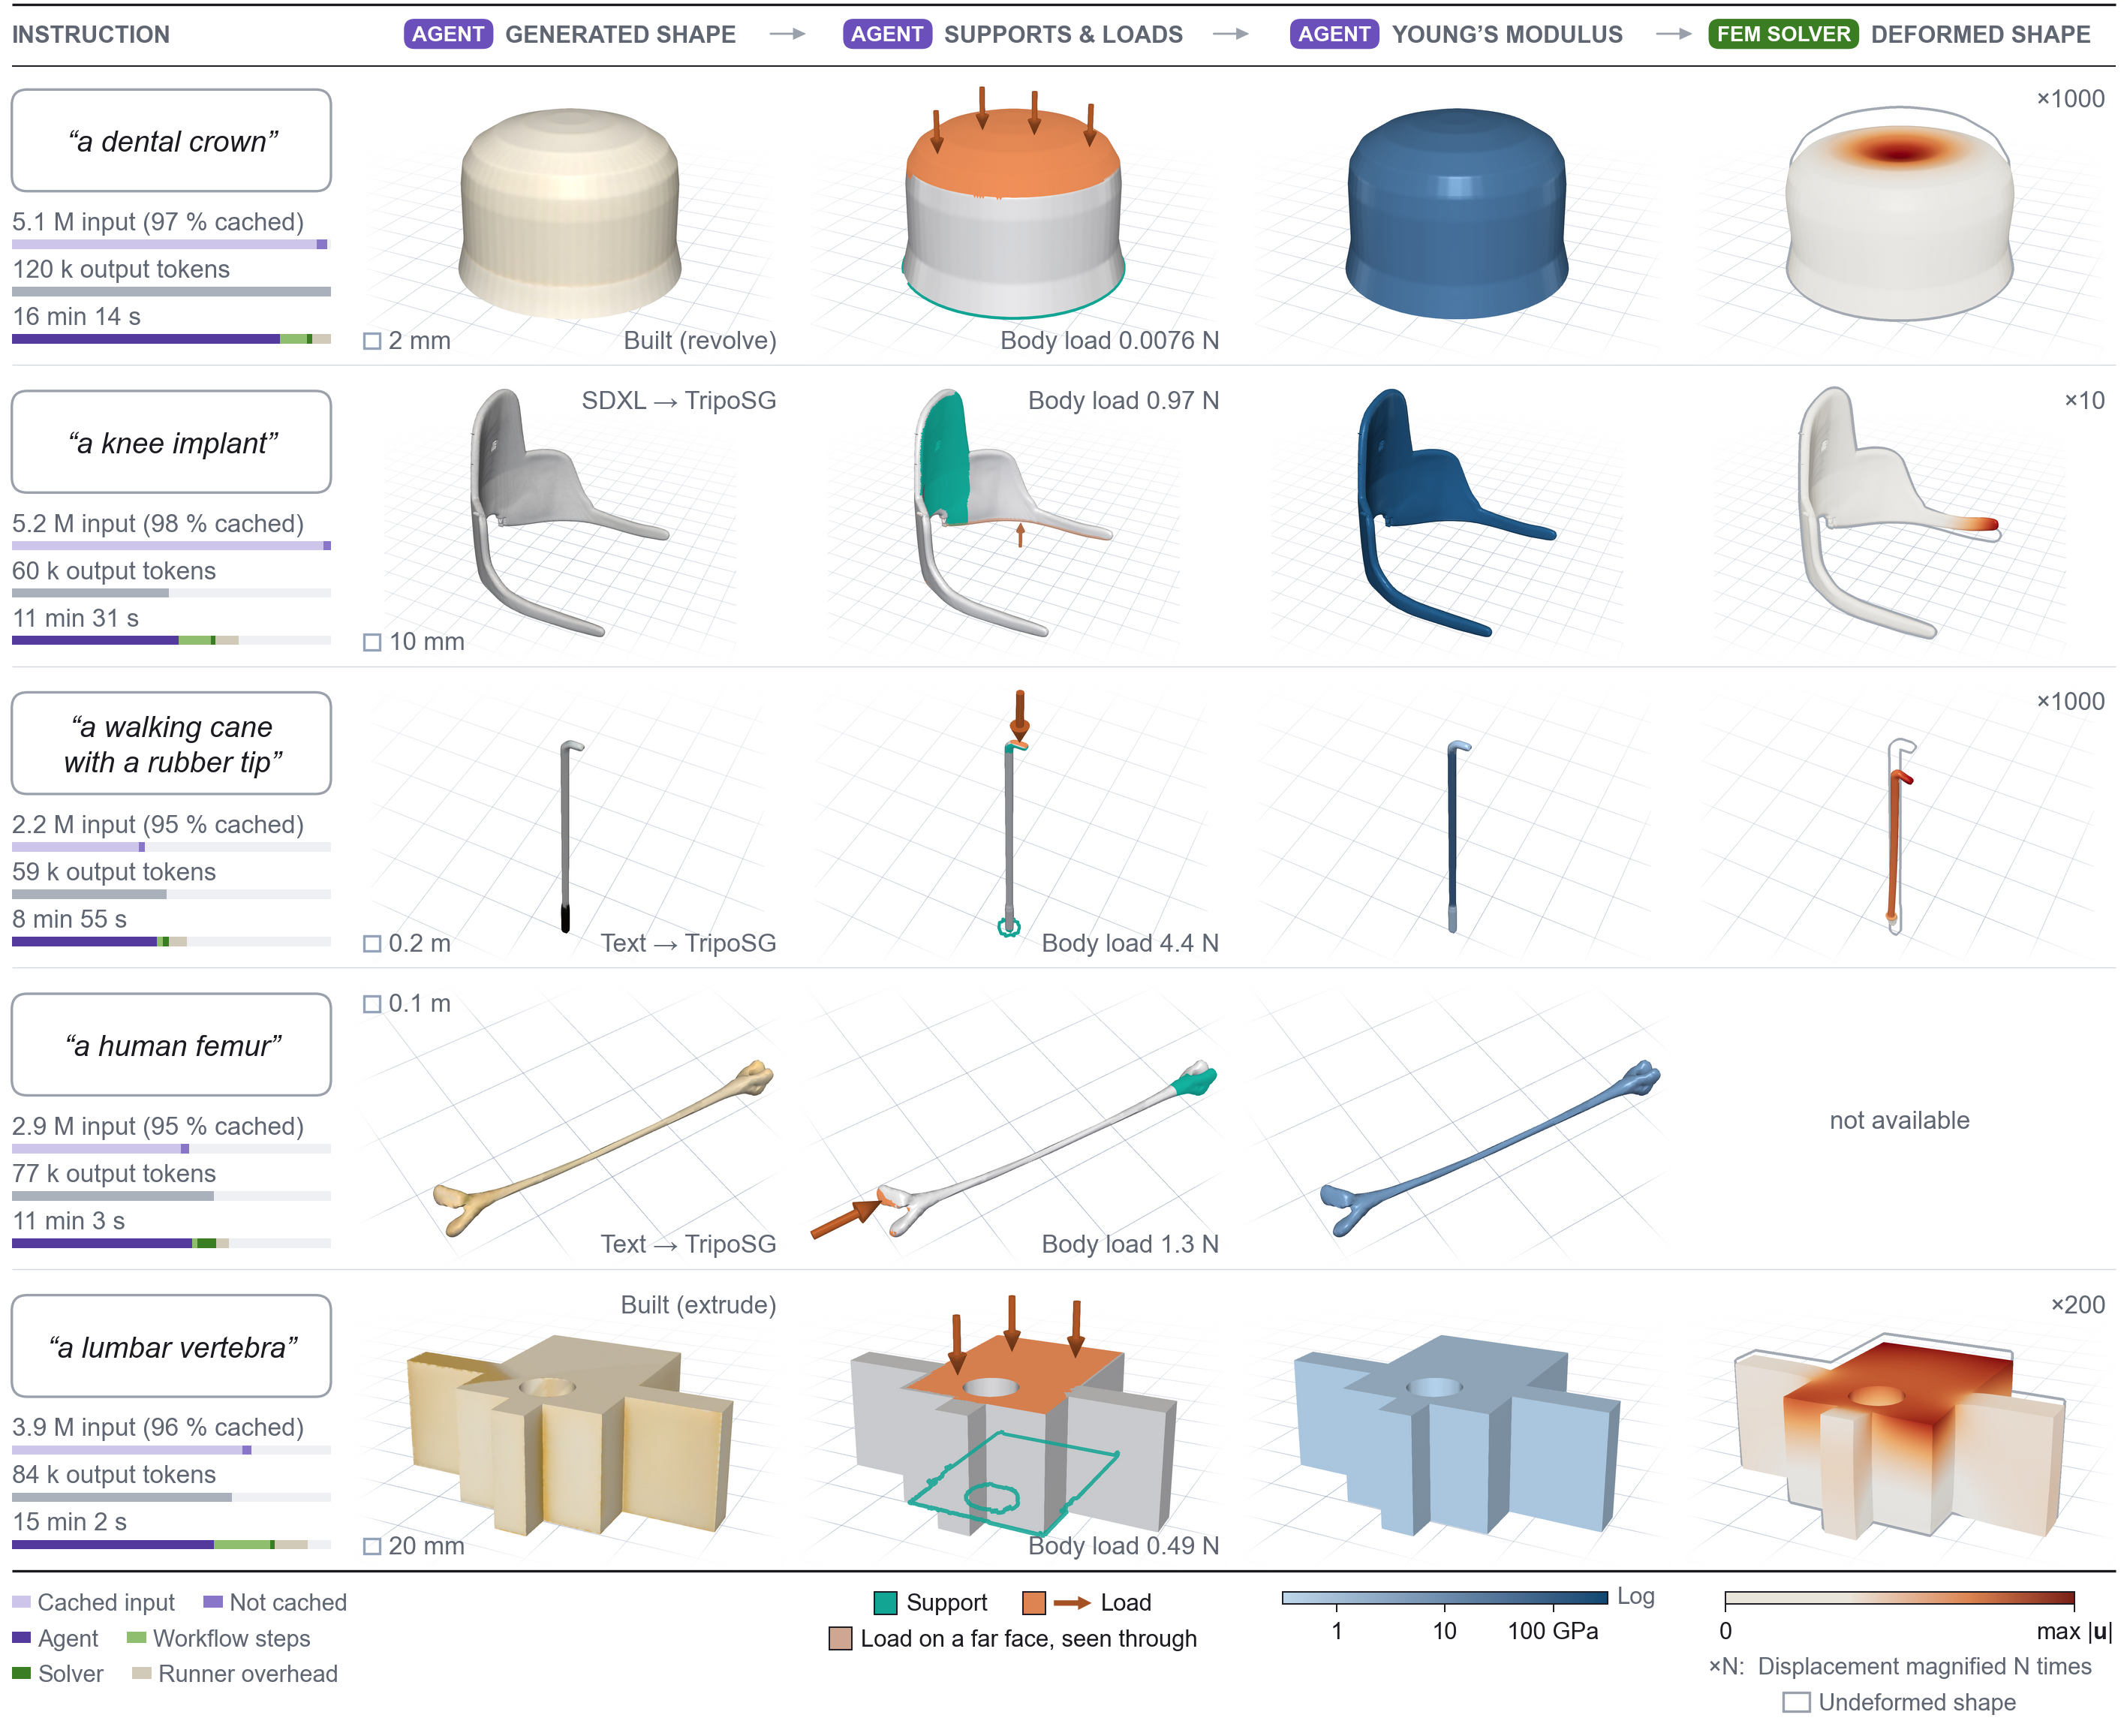 INSTRUCTION
AGENT GENERATED SHAPE
AGENT SUPPORTS & LOADS
AGENT YOUNG’S MODULUS
FEM SOLVER DEFORMED SHAPE
“a dental crown”
5.1 M input (97 % cached)
120 k output tokens
16 min 14 s
2 mm
Built (revolve)
Body load 0.0076 N
×1000
“a knee implant”
5.2 M input (98 % cached)
60 k output tokens
11 min 31 s
10 mm
SDXL → TripoSG
Body load 0.97 N
×10
“a walking cane
with a rubber tip”
2.2 M input (95 % cached)
59 k output tokens
8 min 55 s
0.2 m
Text → TripoSG
Body load 4.4 N
×1000
“a human femur”
2.9 M input (95 % cached)
77 k output tokens
11 min 3 s
0.1 m
Text → TripoSG
Body load 1.3 N
not available
“a lumbar vertebra”
3.9 M input (96 % cached)
84 k output tokens
15 min 2 s
20 mm
Built (extrude)
Body load 0.49 N
×200
Cached input
Not cached
Agent
Workflow steps
Solver
Runner overhead
Support
Load
Load on a far face, seen through
Log
1 10 100 GPa
0 max |u|
×N: Displacement magnified N times
Undeformed shape